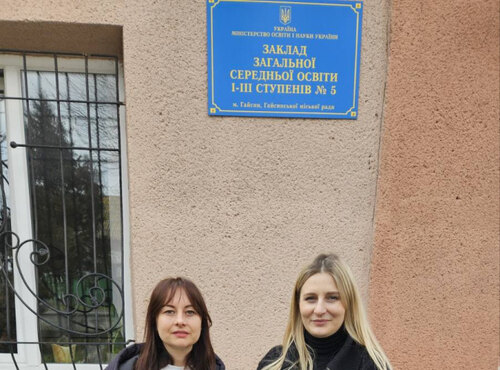 УКРАЇНА
МІНІСТЕРСТВО ОСВІТИ І НАУКИ УКРАЇНИ
ЗАКЛАД
ЗАГАЛЬНОЇ
СЕРЕДНЬОЇ ОСВІТИ
І-ІІІ СТУПЕНІВ № 5
м. Гайсин, Гайсинської міської ради